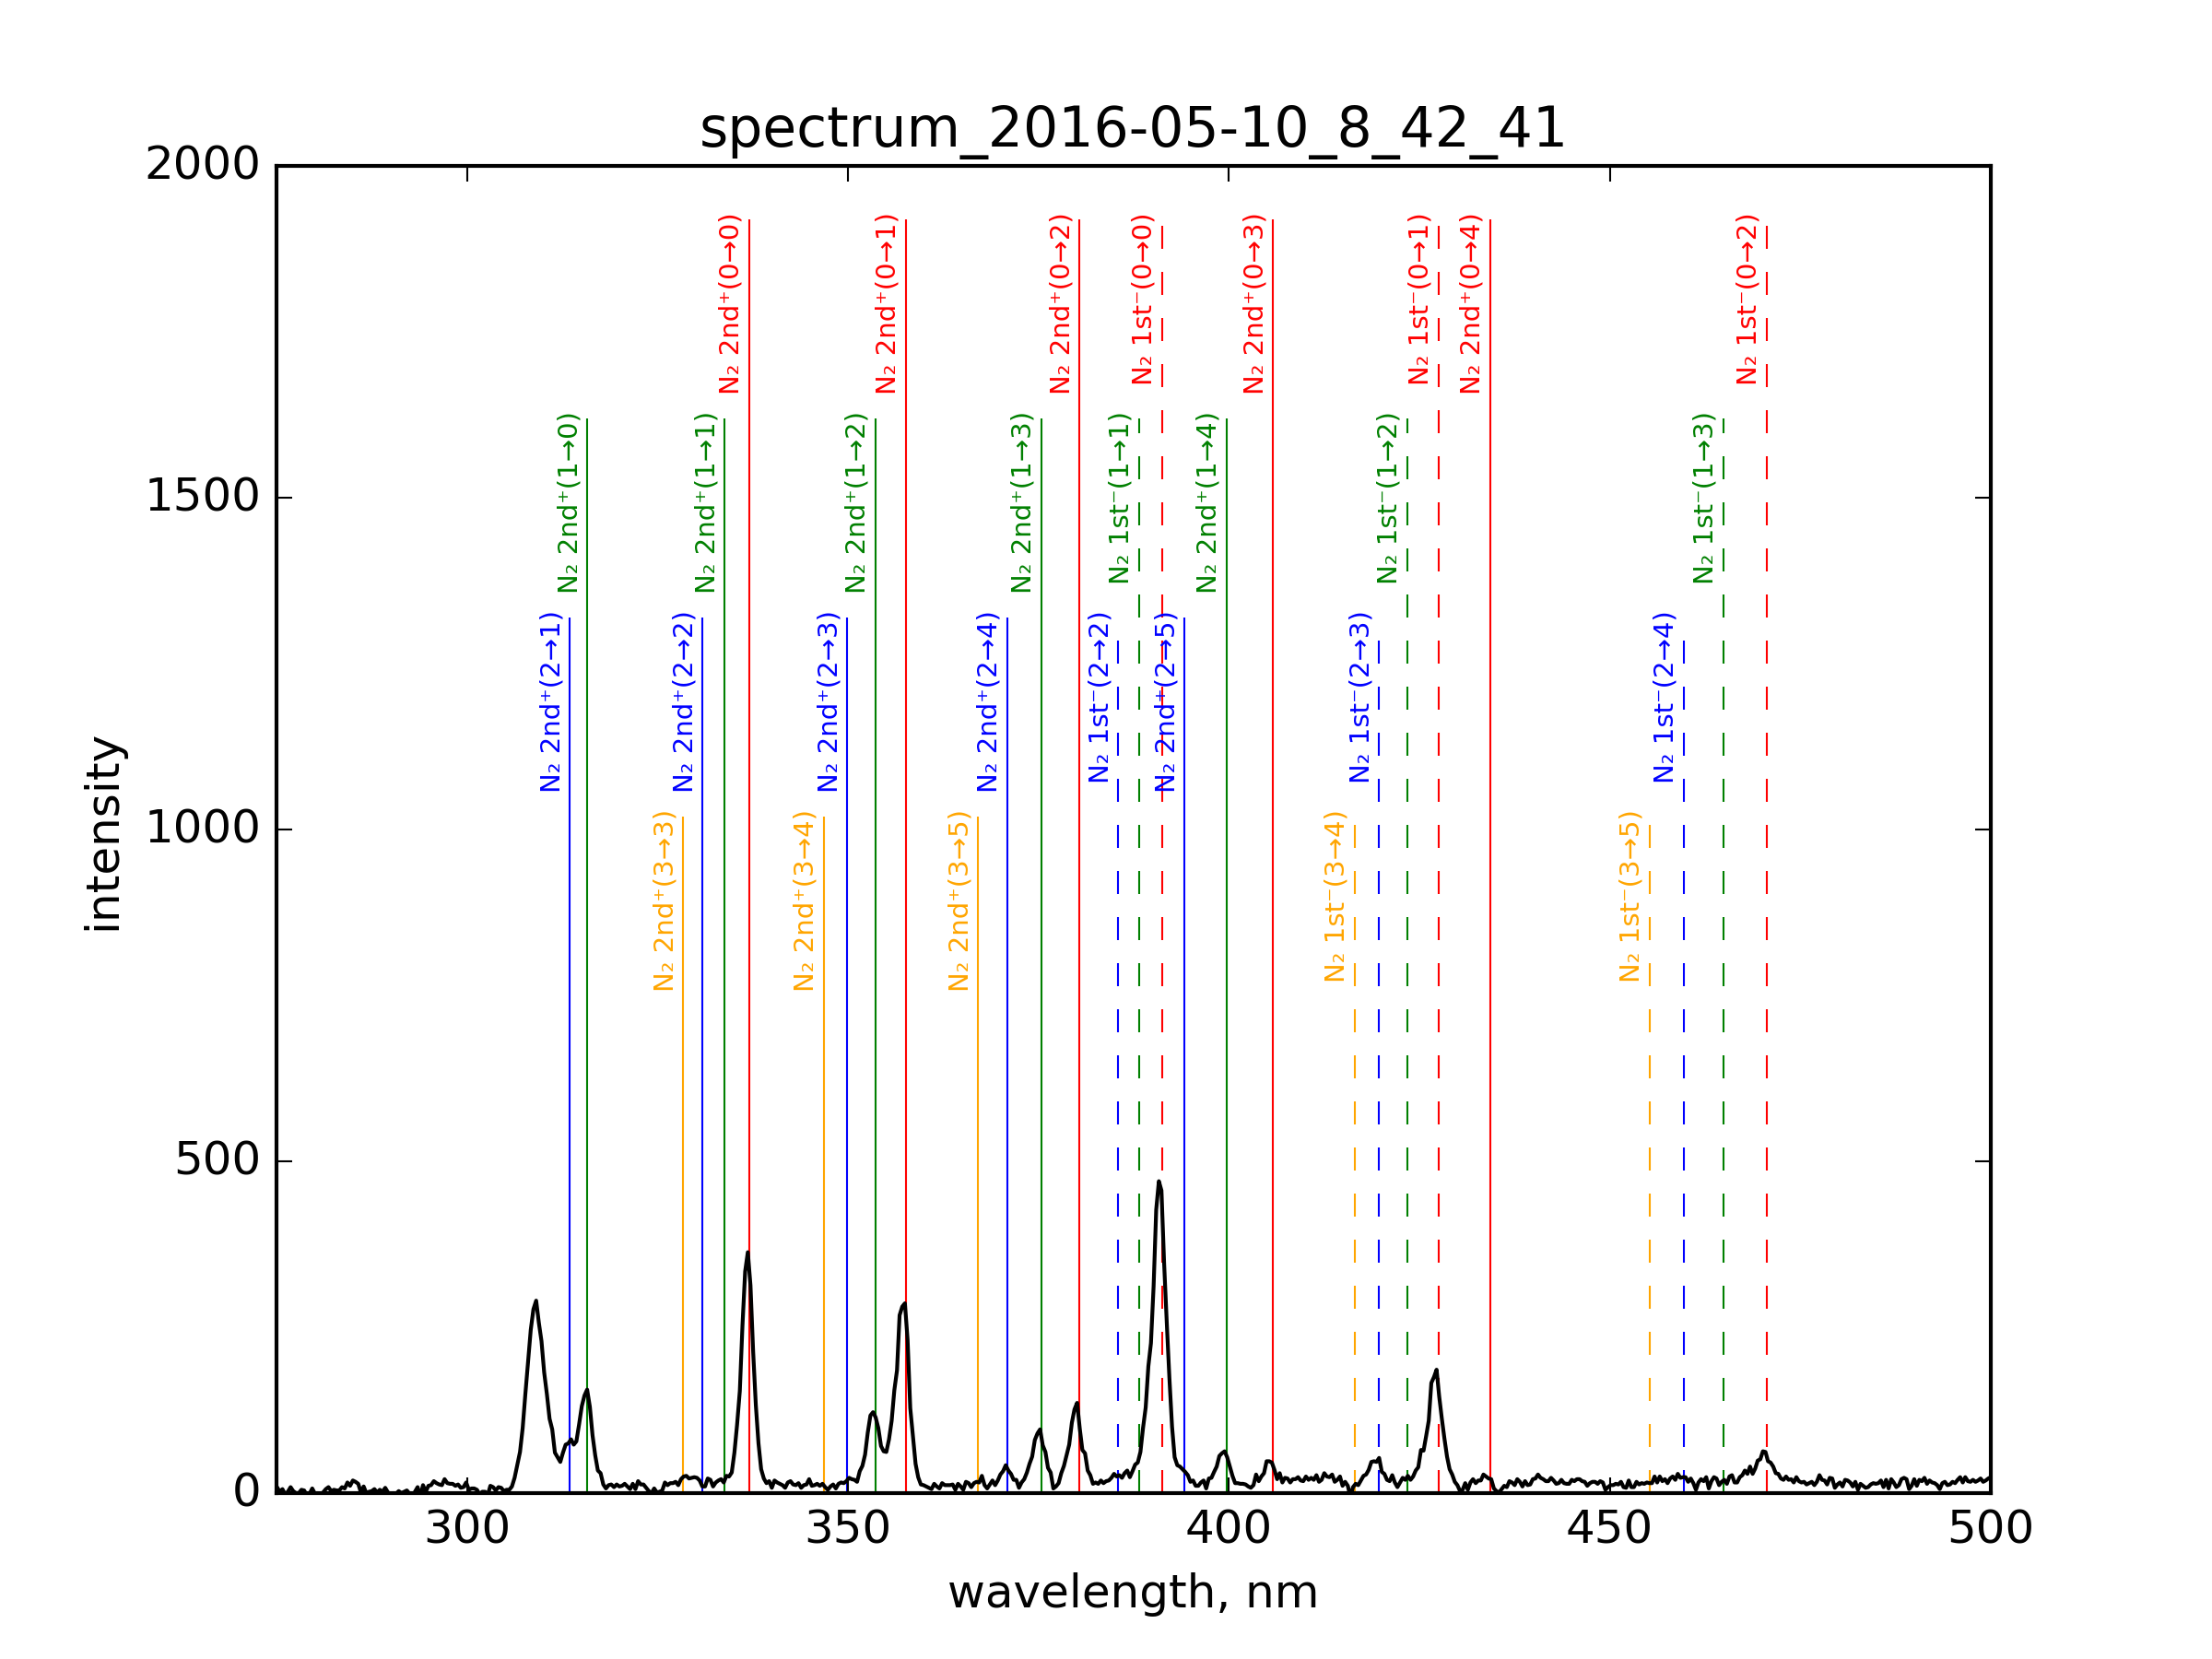 spectrum_2016-05-10_8_42_41
2000
1500
1000
500
0
intensity
N₂ 2nd⁺(0→0)
N₂ 2nd⁺(0→1)
N₂ 2nd⁺(0→2)
N₂ 1st⁻(0→0)
N₂ 2nd⁺(0→3)
N₂ 1st⁻(0→1)
N₂ 2nd⁺(0→4)
N₂ 1st⁻(0→2)
N₂ 2nd⁺(1→0)
N₂ 2nd⁺(1→1)
N₂ 2nd⁺(1→2)
N₂ 2nd⁺(1→3)
N₂ 1st⁻(1→1)
N₂ 2nd⁺(1→4)
N₂ 1st⁻(1→2)
N₂ 1st⁻(1→3)
N₂ 2nd⁺(2→1)
N₂ 2nd⁺(2→2)
N₂ 2nd⁺(2→3)
N₂ 2nd⁺(2→4)
N₂ 1st⁻(2→2)
N₂ 2nd⁺(2→5)
N₂ 1st⁻(2→3)
N₂ 1st⁻(2→4)
N₂ 2nd⁺(3→3)
N₂ 2nd⁺(3→4)
N₂ 2nd⁺(3→5)
N₂ 1st⁻(3→4)
N₂ 1st⁻(3→5)
300 350 400 450 500
wavelength, nm